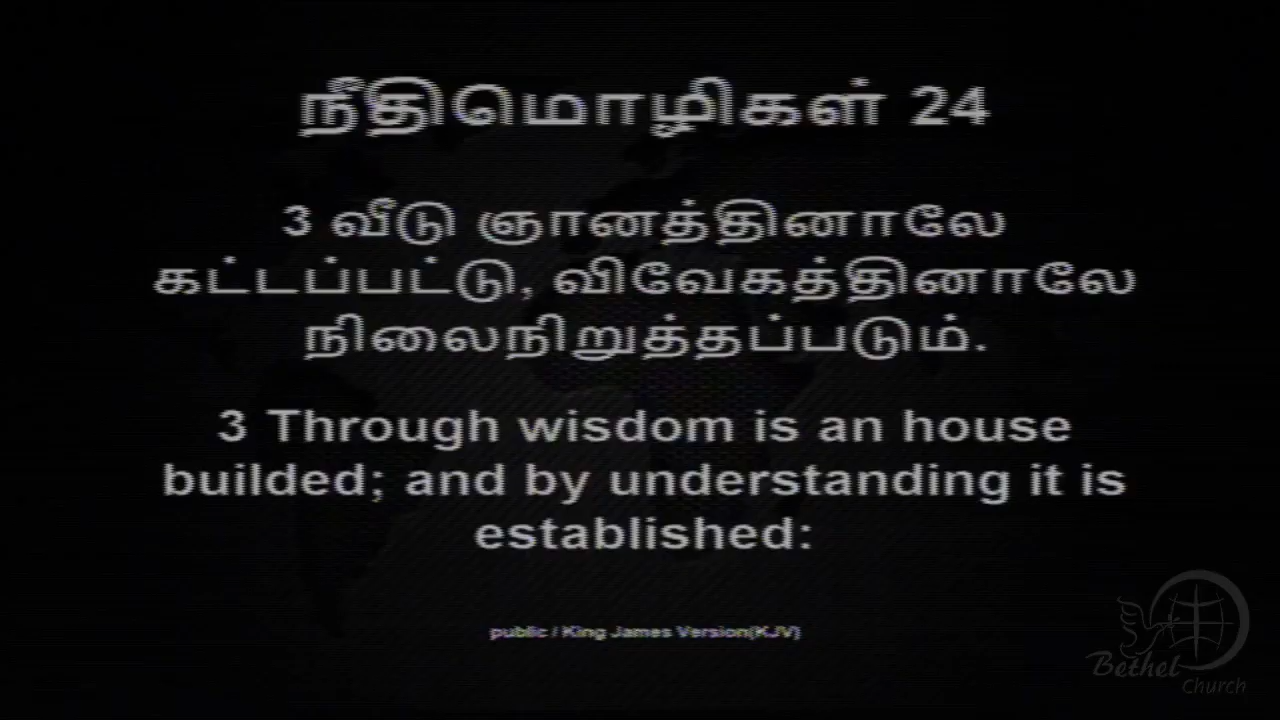 நீதிமொழிகள் 24
3 வீடு ஞானத்தினாலே
கட்டப்பட்டு, விவேகத்தினாலே
நிலைநிறுத்தப்படும்.
3 Through wisdom is an house
builded; and by understanding it is
established:
public / King James Version(KJV)
Bethel
Church